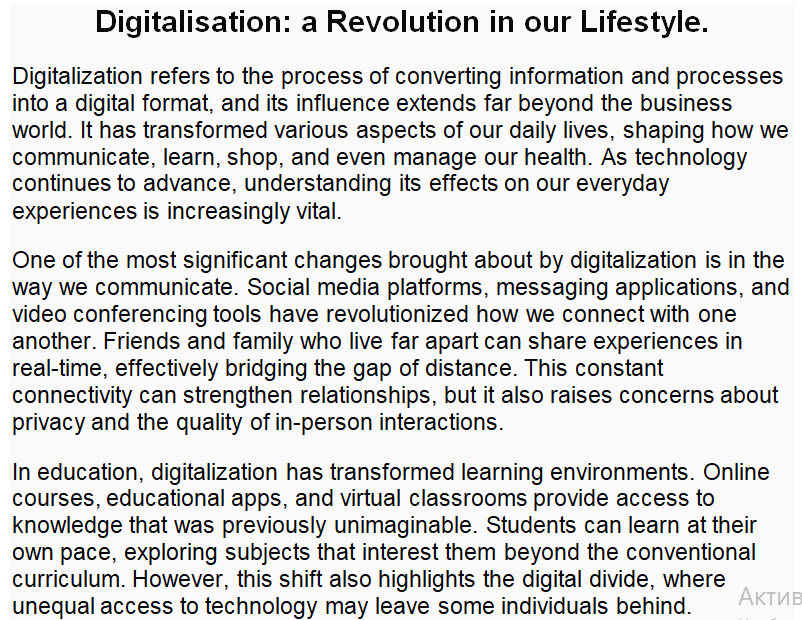 Digitalisation: a Revolution in our Lifestyle.
Digitalization refers to the process of converting information and processes
into a digital format, and its influence extends far beyond the business
world. It has transformed various aspects of our daily lives, shaping how we
communicate, learn, shop, and even manage our health. As technology
continues to advance, understanding its effects on our everyday
experiences is increasingly vital.
One of the most significant changes brought about by digitalization is in the
way we communicate. Social media platforms, messaging applications, and
video conferencing tools have revolutionized how we connect with one
another. Friends and family who live far apart can share experiences in
real-time, effectively bridging the gap of distance. This constant
connectivity can strengthen relationships, but it also raises concerns about
privacy and the quality of in-person interactions.
In education, digitalization has transformed learning environments. Online
courses, educational apps, and virtual classrooms provide access to
knowledge that was previously unimaginable. Students can learn at their
own pace, exploring subjects that interest them beyond the conventional
curriculum. However, this shift also highlights the digital divide, where
unequal access to technology may leave some individuals behind.
Актив